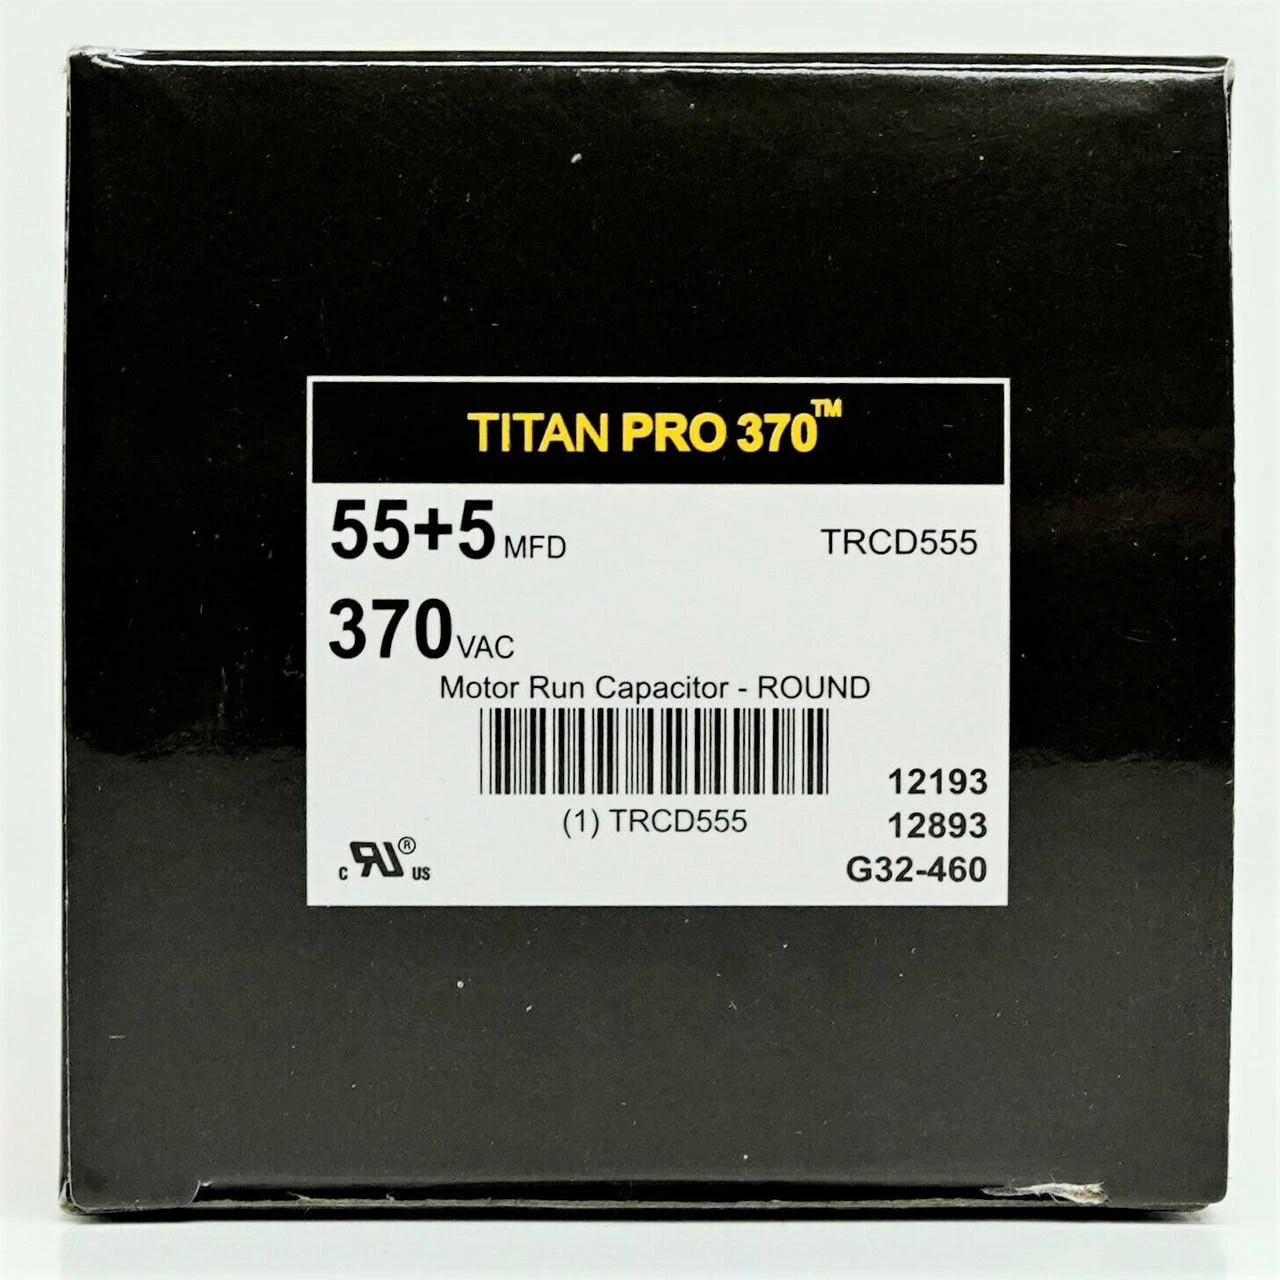 TITAN PRO 370™
55+5 MFD TRCD555
370 VAC
Motor Run Capacitor - ROUND
(1) TRCD555
12193
12893
G32-460
c RU® US